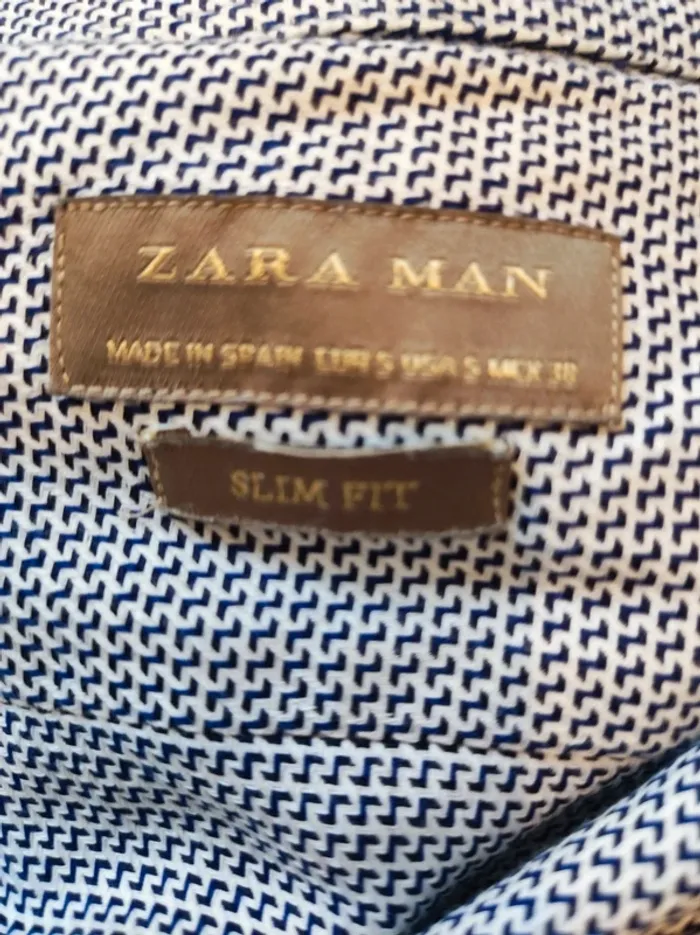 ZARA MAN
MADE IN SPAIN EUR S USA S MEX 38
SLIM FIT